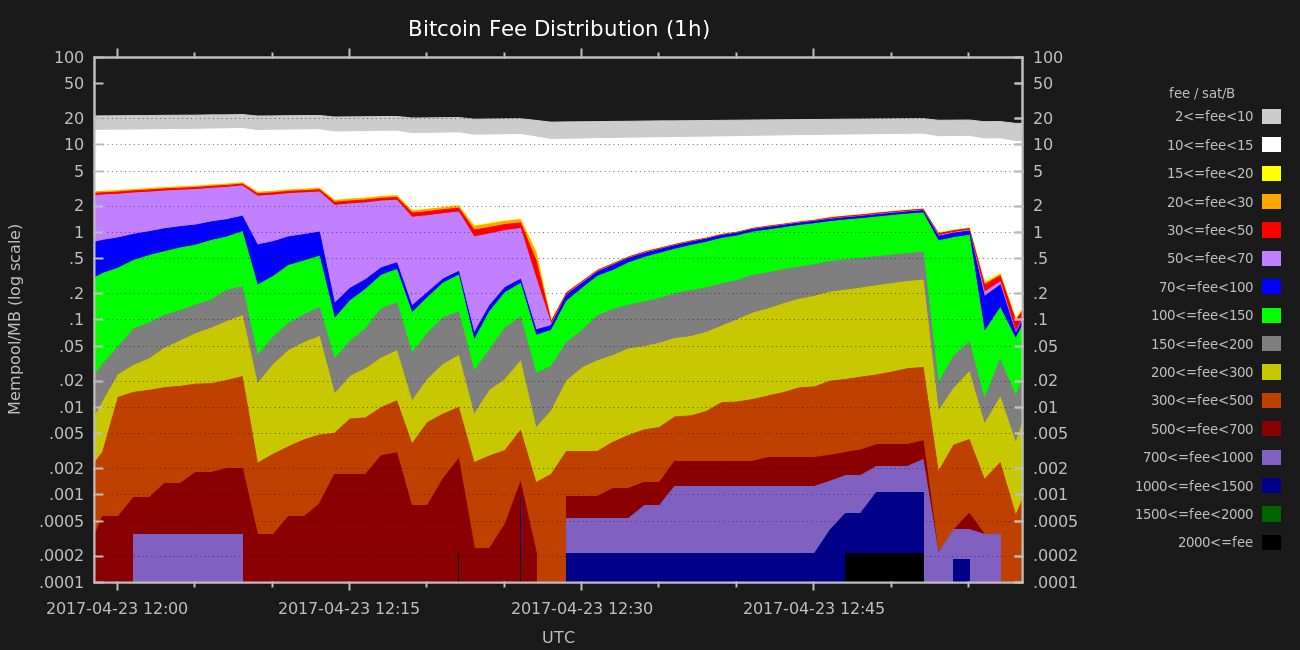 Bitcoin Fee Distribution (1h)
Mempool/MB (log scale)
100
50
20
10
5
2
1
.5
.2
.1
.05
.02
.01
.005
.002
.001
.0005
.0002
.0001
100
50
20
10
5
2
1
.5
.2
.1
.05
.02
.01
.005
.002
.001
.0005
.0002
.0001
2017-04-23 12:00
2017-04-23 12:15
2017-04-23 12:30
2017-04-23 12:45
UTC
fee / sat/B
2<=fee<10
10<=fee<15
15<=fee<20
20<=fee<30
30<=fee<50
50<=fee<70
70<=fee<100
100<=fee<150
150<=fee<200
200<=fee<300
300<=fee<500
500<=fee<700
700<=fee<1000
1000<=fee<1500
1500<=fee<2000
2000<=fee